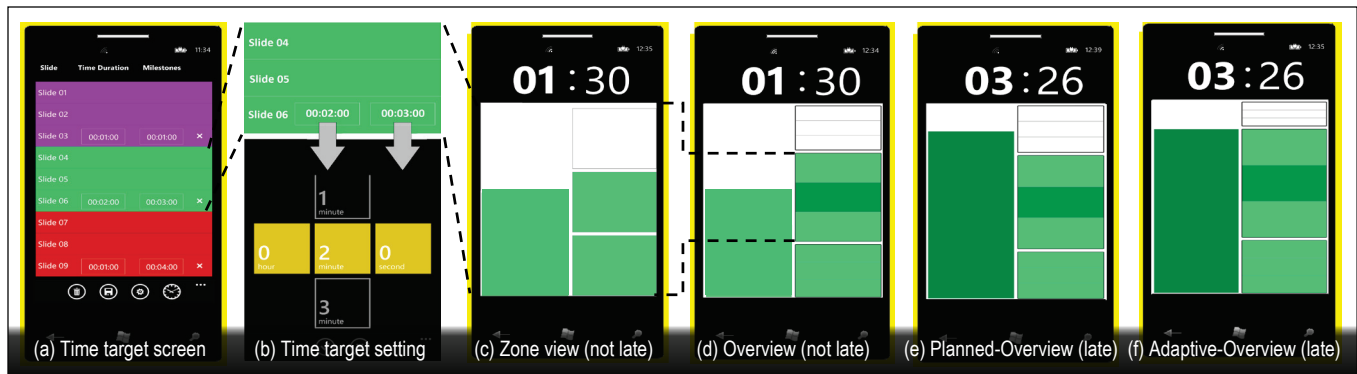 11:34
Slide Time Duration Milestones
Slide 01
Slide 02
Slide 03 00:01:00 00:01:00 ×
Slide 04
Slide 05
Slide 06 00:02:00 00:03:00 ×
Slide 07
Slide 08
Slide 09 00:01:00 00:04:00 ×
(a) Time target screen
Slide 04
Slide 05
Slide 06 00:02:00 00:03:00
1
minute
0 2 0
hour minute second
3
minute
(b) Time target setting
12:35
01:30
(c) Zone view (not late)
12:34
01:30
(d) Overview (not late)
12:39
03:26
(e) Planned-Overview (late)
12:35
03:26
(f) Adaptive-Overview (late)